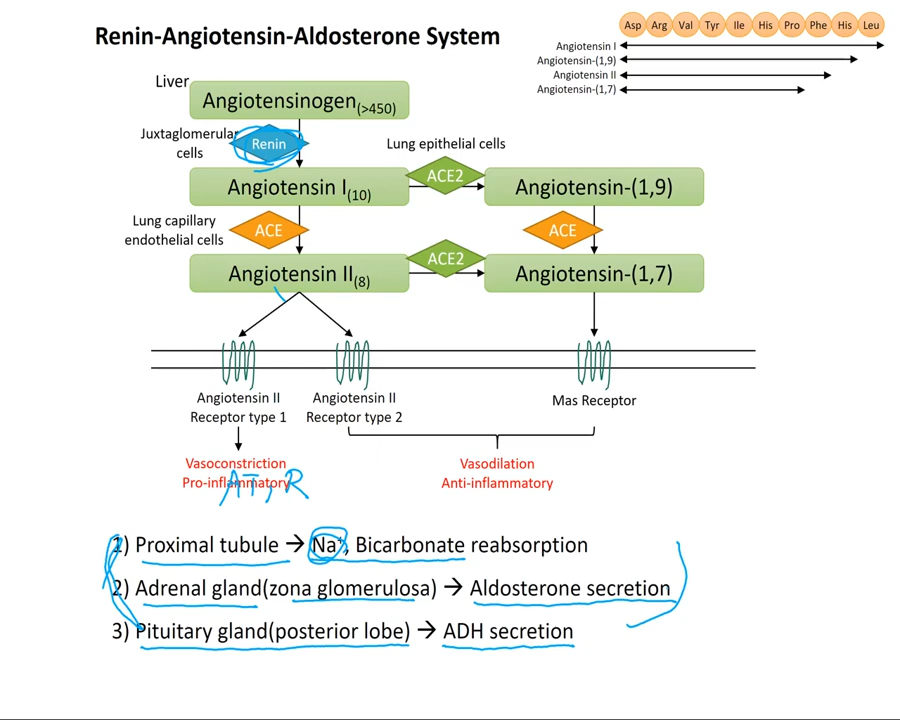 Renin-Angiotensin-Aldosterone System
Asp Arg Val Tyr Ile His Pro Phe His Leu
Angiotensin I
Angiotensin-(1,9)
Angiotensin II
Angiotensin-(1,7)
Liver
Angiotensinogen(>450)
Juxtaglomerular
cells
Renin
Lung epithelial cells
Angiotensin I(10)
ACE2
Angiotensin-(1,9)
Lung capillary
endothelial cells
ACE
ACE
Angiotensin II(8)
ACE2
Angiotensin-(1,7)
Angiotensin II
Receptor type 1
Angiotensin II
Receptor type 2
Mas Receptor
Vasoconstriction
Pro-inflammatory
Vasodilation
Anti-inflammatory
AT1R
1) Proximal tubule → Na+, Bicarbonate reabsorption
2) Adrenal gland(zona glomerulosa) → Aldosterone secretion
3) Pituitary gland(posterior lobe) → ADH secretion